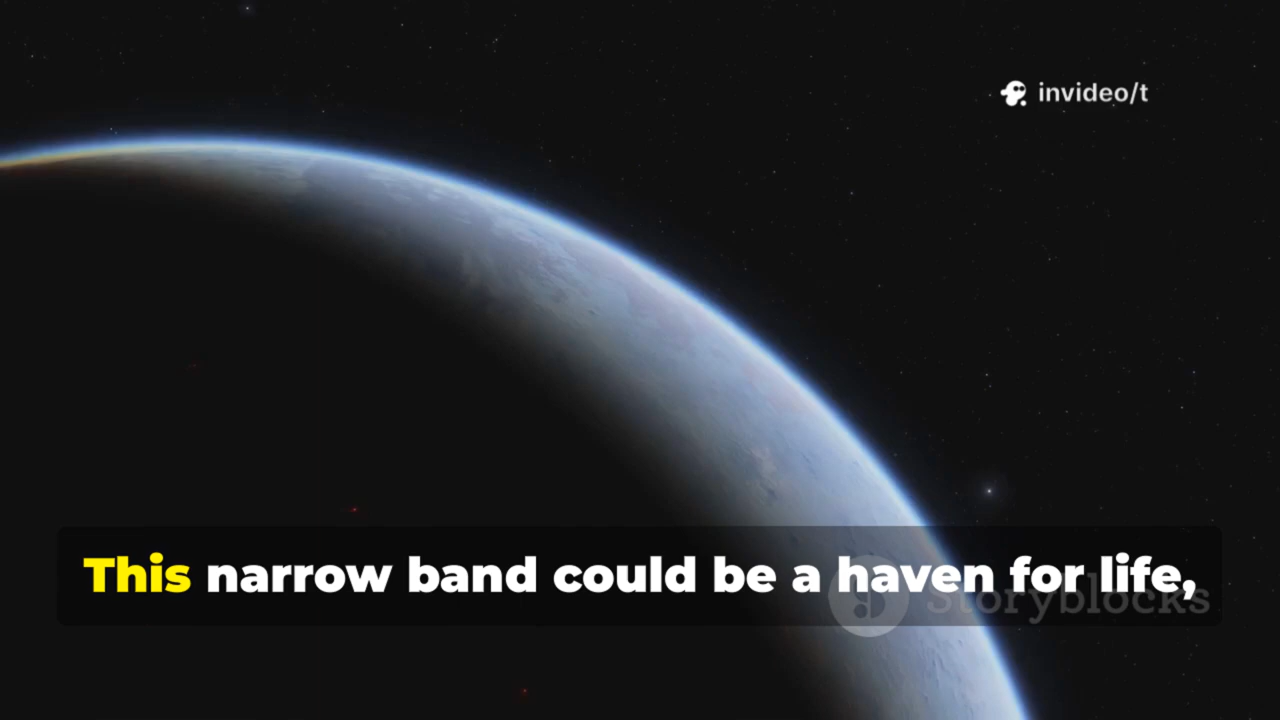 invideo/t
This narrow band could be a haven for life,
Storyblocks